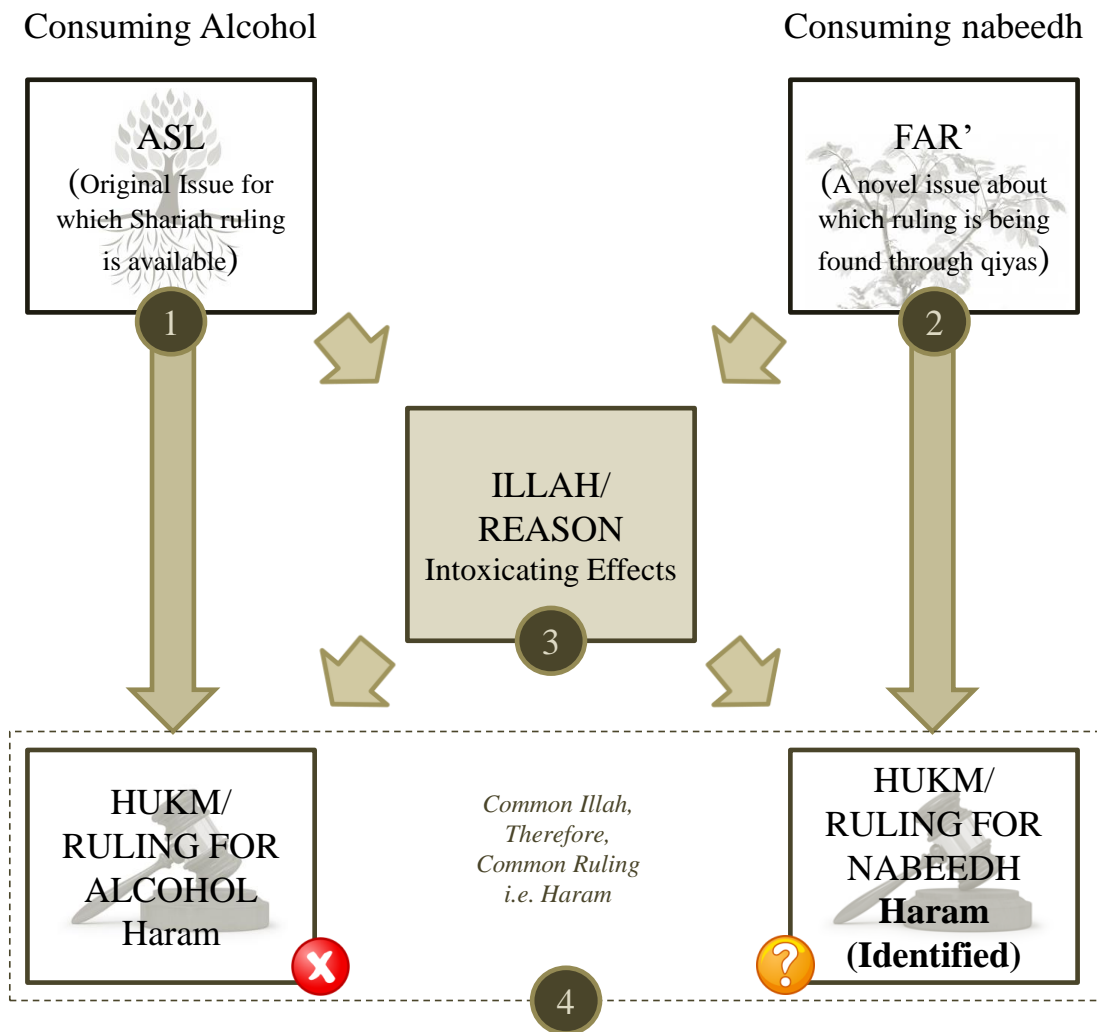 Consuming Alcohol
Consuming nabeedh
ASL
(Original Issue for
which Shariah ruling
is available)
1
FAR’
(A novel issue about
which ruling is being
found through qiyas)
2
ILLAH/
REASON
Intoxicating Effects
3
HUKM/
RULING FOR
ALCOHOL
Haram
Common Illah,
Therefore,
Common Ruling
i.e. Haram
HUKM/
RULING FOR
NABEEDH
Haram
(Identified)
?
4